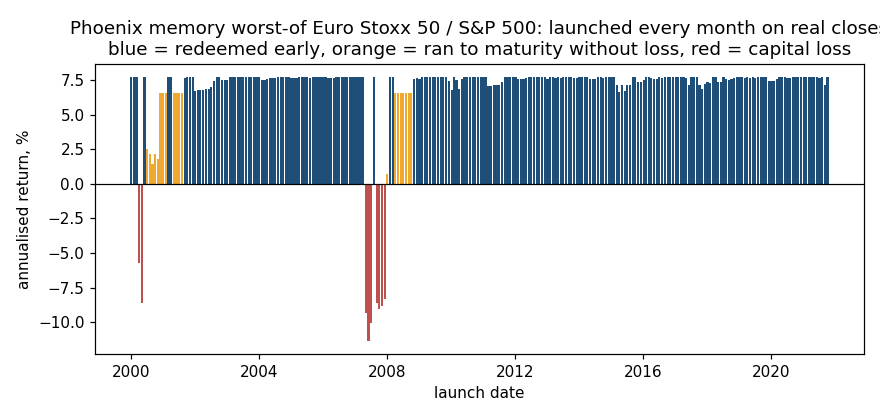 Phoenix memory worst-of Euro Stoxx 50 / S&P 500: launched every month on real close
blue = redeemed early, orange = ran to maturity without loss, red = capital loss
7.5
5.0
2.5
0.0
−2.5
−5.0
−7.5
−10.0
annualised return, %
2000 2004 2008 2012 2016 2020
launch date